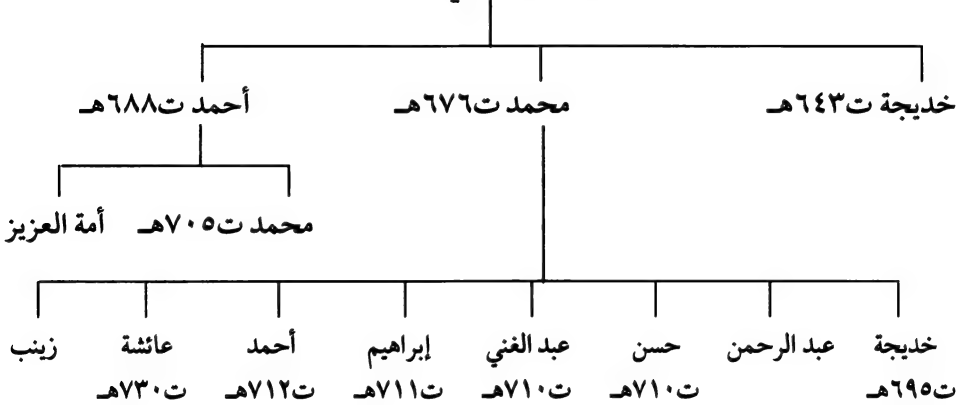 خديجة ت٦٤٣هـ محمد ت٦٧٦هـ أحمد ت٦٨٨هـ
محمد ت٧٠٥هـ أمة العزيز
خديجة عبد الرحمن حسن عبد الغني إبراهيم أحمد عائشة زينب
ت٦٩٥هـ ت٧١٠هـ ت٧١٠هـ ت٧١١هـ ت٧١٢هـ ت٧٣٠هـ